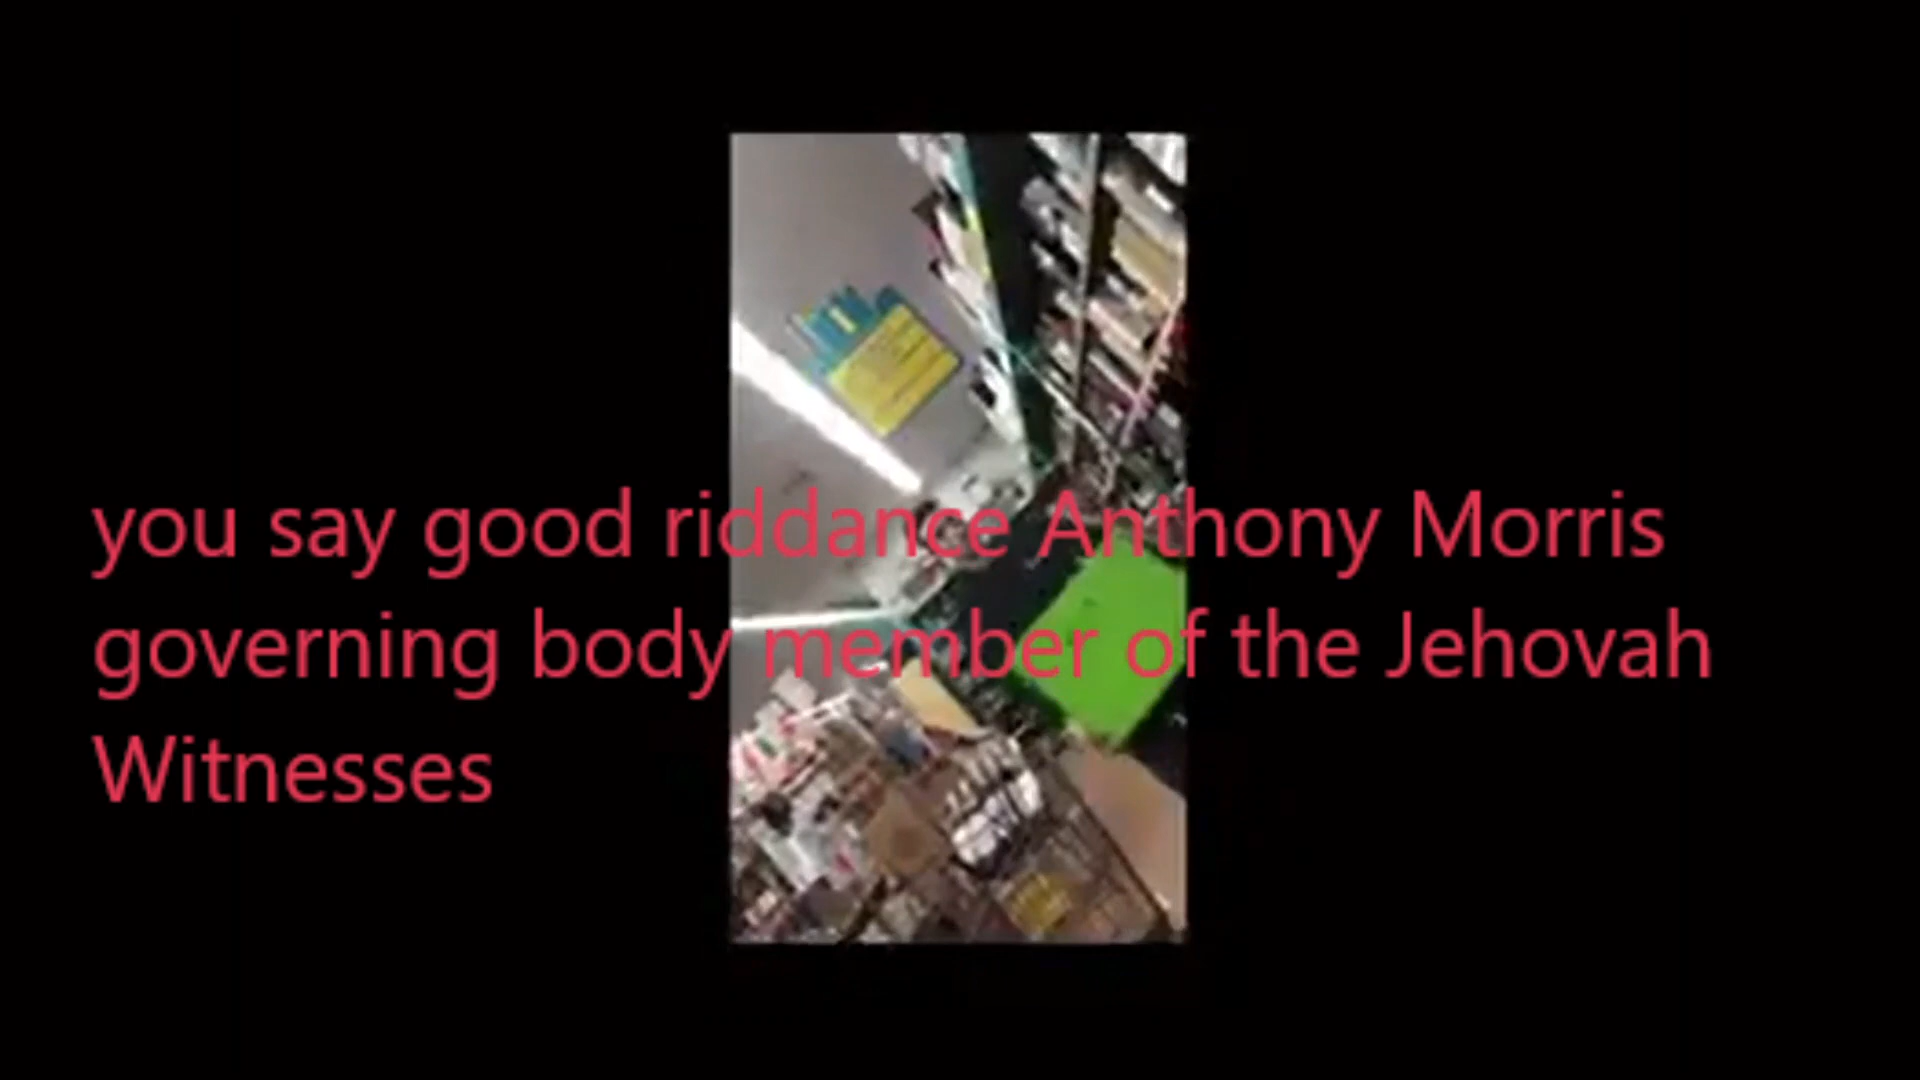 you say good riddance Anthony Morris
governing body member of the Jehovah
Witnesses